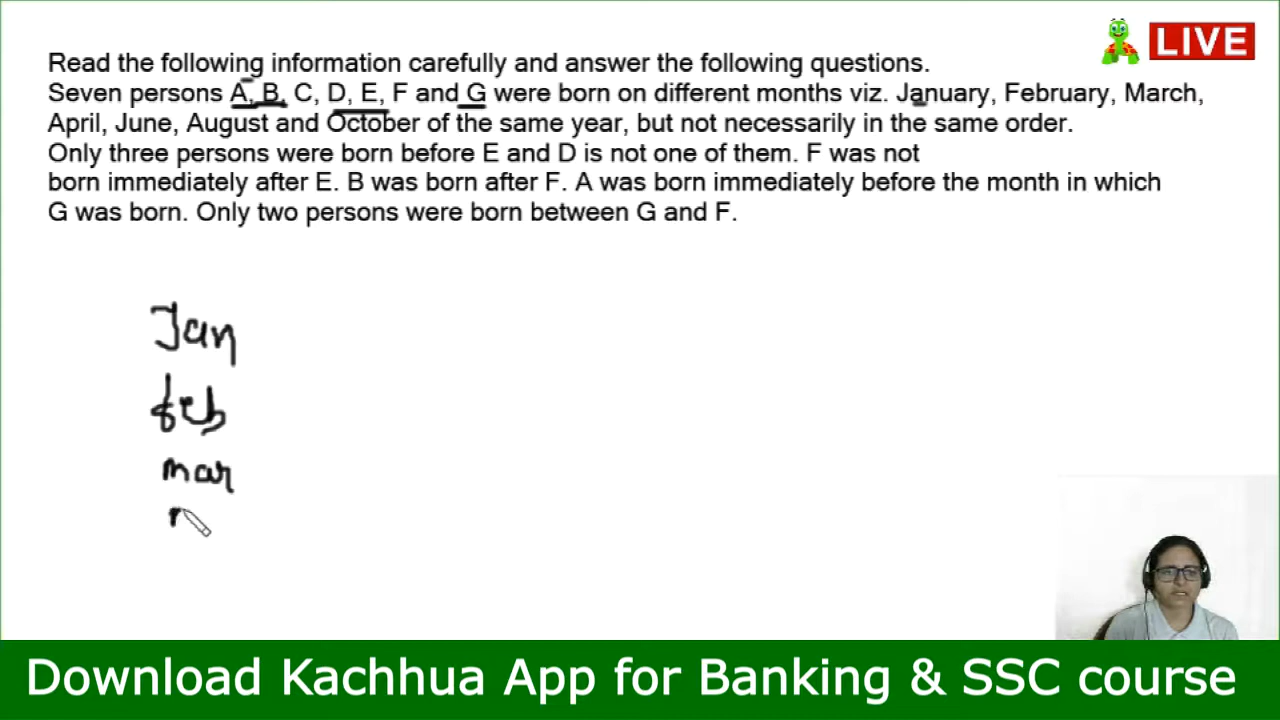 LIVE
Read the following information carefully and answer the following questions.
Seven persons A, B, C, D, E, F and G were born on different months viz. January, February, March,
April, June, August and October of the same year, but not necessarily in the same order.
Only three persons were born before E and D is not one of them. F was not
born immediately after E. B was born after F. A was born immediately before the month in which
G was born. Only two persons were born between G and F.
Jan
feb
mar
Download Kachhua App for Banking & SSC course